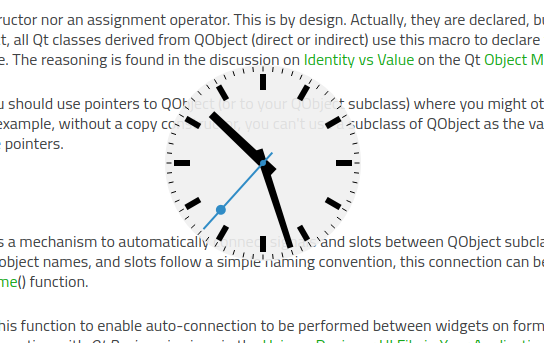 ructor nor an assignment operator. This is by design. Actually, they are declared, bu
t, all Qt classes derived from QObject (direct or indirect) use this macro to declare
e. The reasoning is found in the discussion on Identity vs Value on the Qt Object M
u should use pointers to QObject (or to your QObject subclass) where you might ot
example, without a copy constructor, you can't use a subclass of QObject as the va
pointers.
s a mechanism to automatically connect signals and slots between QObject subcla
object names, and slots follow a simple naming convention, this connection can be
me() function.
his function to enable auto-connection to be performed between widgets on form